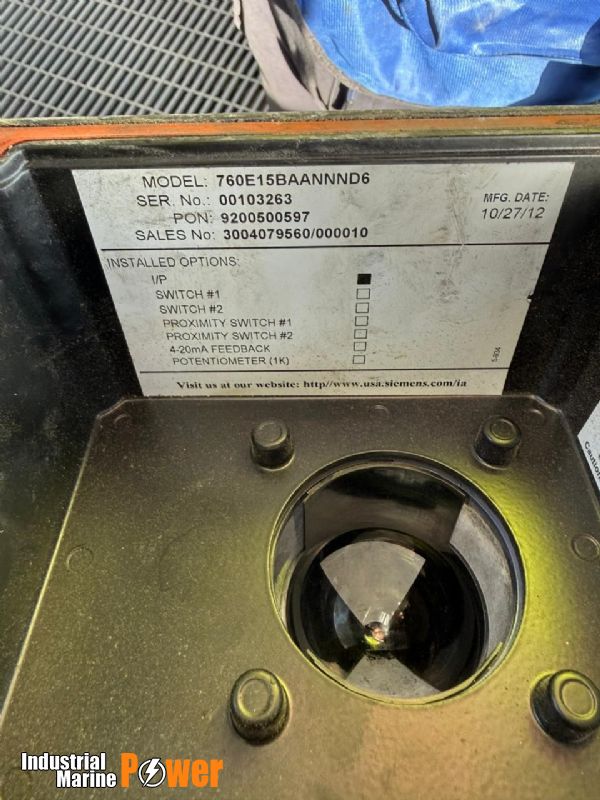 MODEL: 760E15BAANNND6
SER. No.: 00103263
PON: 9200500597
SALES No: 3004079560/000010
MFG. DATE:
10/27/12
INSTALLED OPTIONS:
I/P
SWITCH #1
SWITCH #2
PROXIMITY SWITCH #1
PROXIMITY SWITCH #2
4-20mA FEEDBACK
POTENTIOMETER (1K)
Visit us at our website: http//www.usa.siemens.com/ia
Caution
Industrial
Marine Power